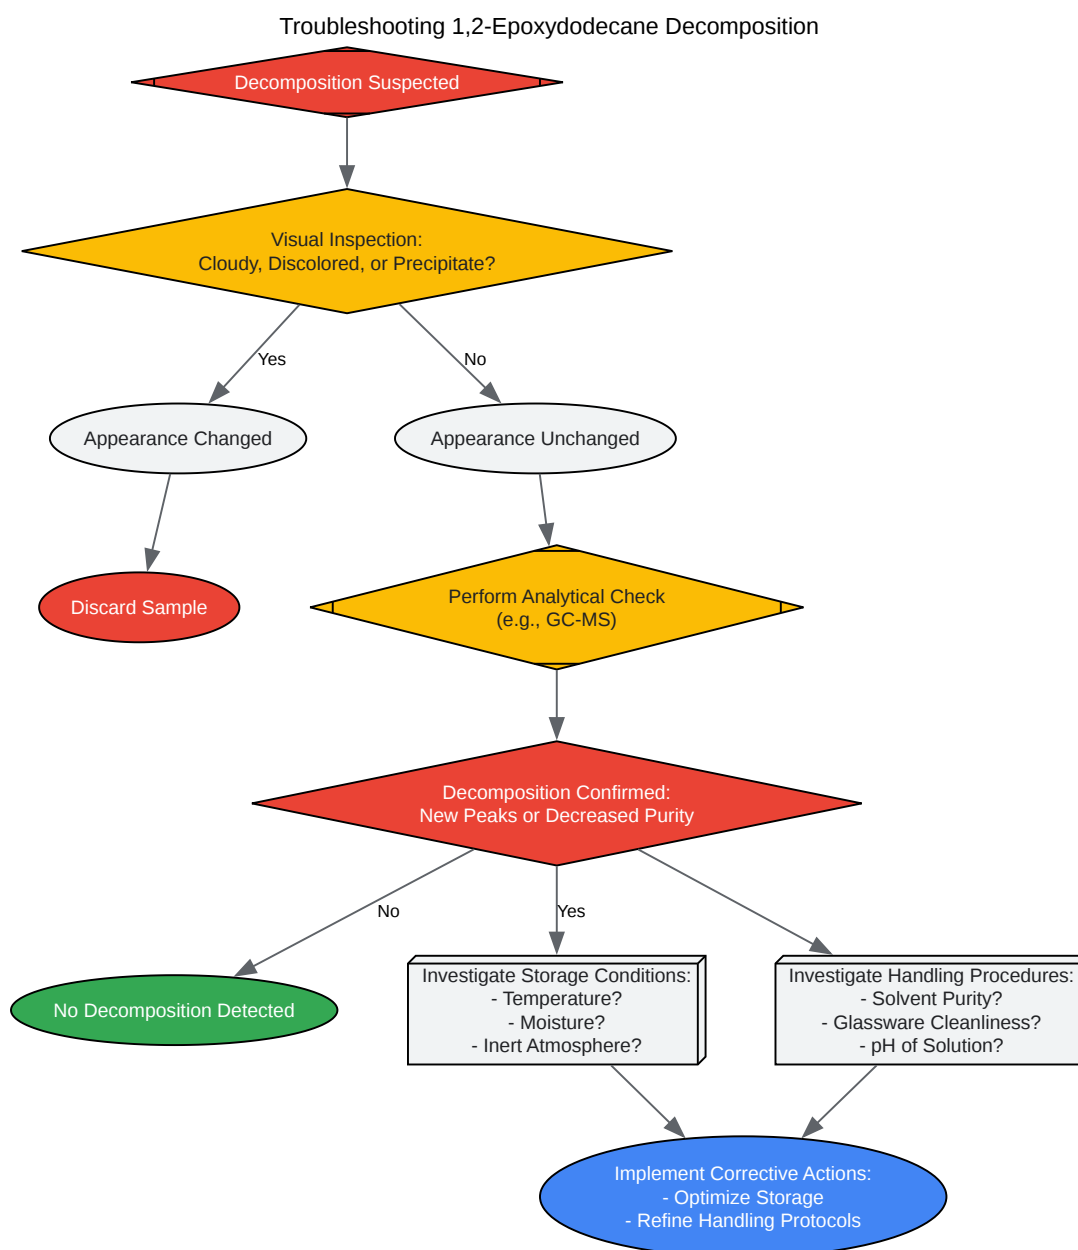 Troubleshooting 1,2-Epoxydodecane Decomposition
Decomposition Suspected
Visual Inspection:
Cloudy, Discolored, or Precipitate?
Yes
No
Appearance Changed
Appearance Unchanged
Discard Sample
Perform Analytical Check
(e.g., GC-MS)
Decomposition Confirmed:
New Peaks or Decreased Purity
No
Yes
No Decomposition Detected
Investigate Storage Conditions:
- Temperature?
- Moisture?
- Inert Atmosphere?
Investigate Handling Procedures:
- Solvent Purity?
- Glassware Cleanliness?
- pH of Solution?
Implement Corrective Actions:
- Optimize Storage
- Refine Handling Protocols